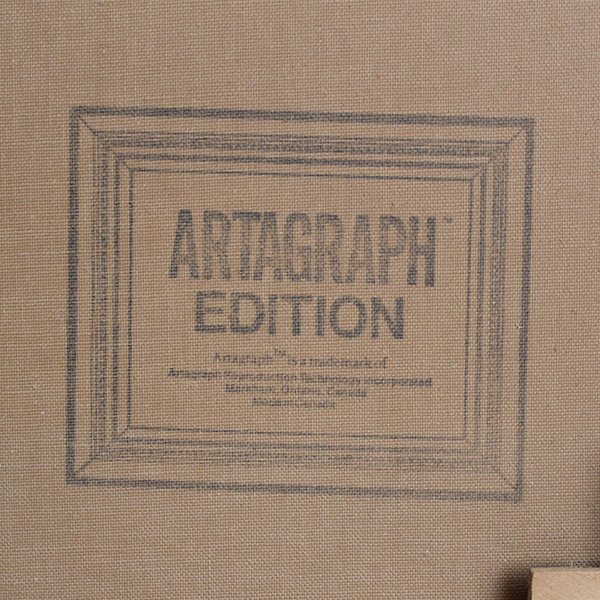 ARTAGRAPH™
EDITION
Artagraph™ is a trademark of
Artagraph Reproduction Technology Incorporated
Markham, Ontario, Canada
Made in Canada